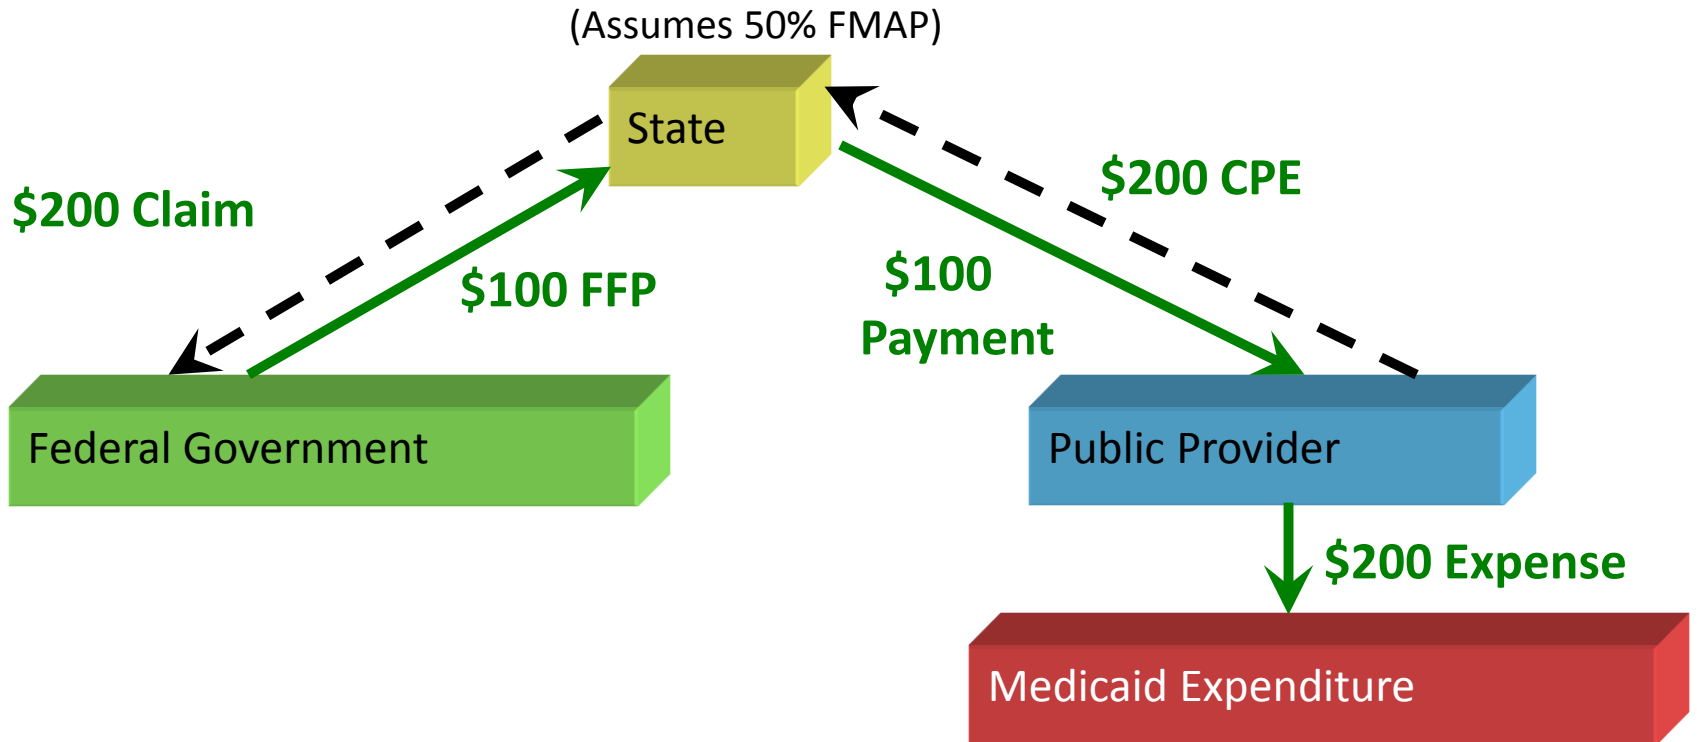 (Assumes 50% FMAP)
State
$200 Claim
$100 FFP
$200 CPE
$100
Payment
Federal Government
Public Provider
$200 Expense
Medicaid Expenditure